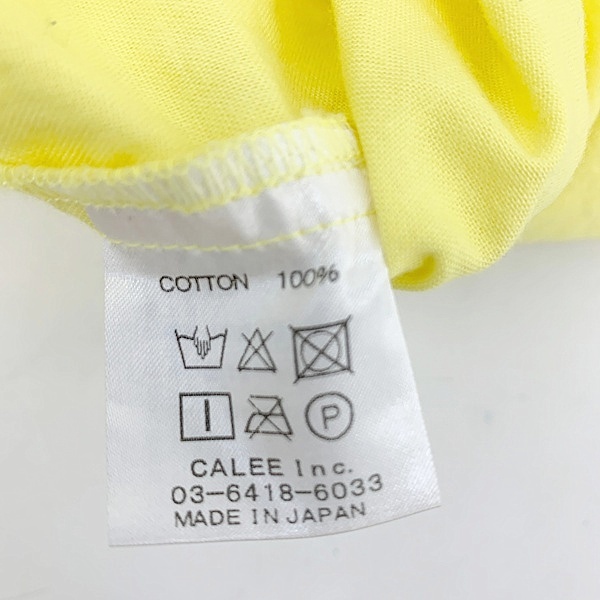 COTTON 100%
P
CALEE Inc.
03-6418-6033
MADE IN JAPAN